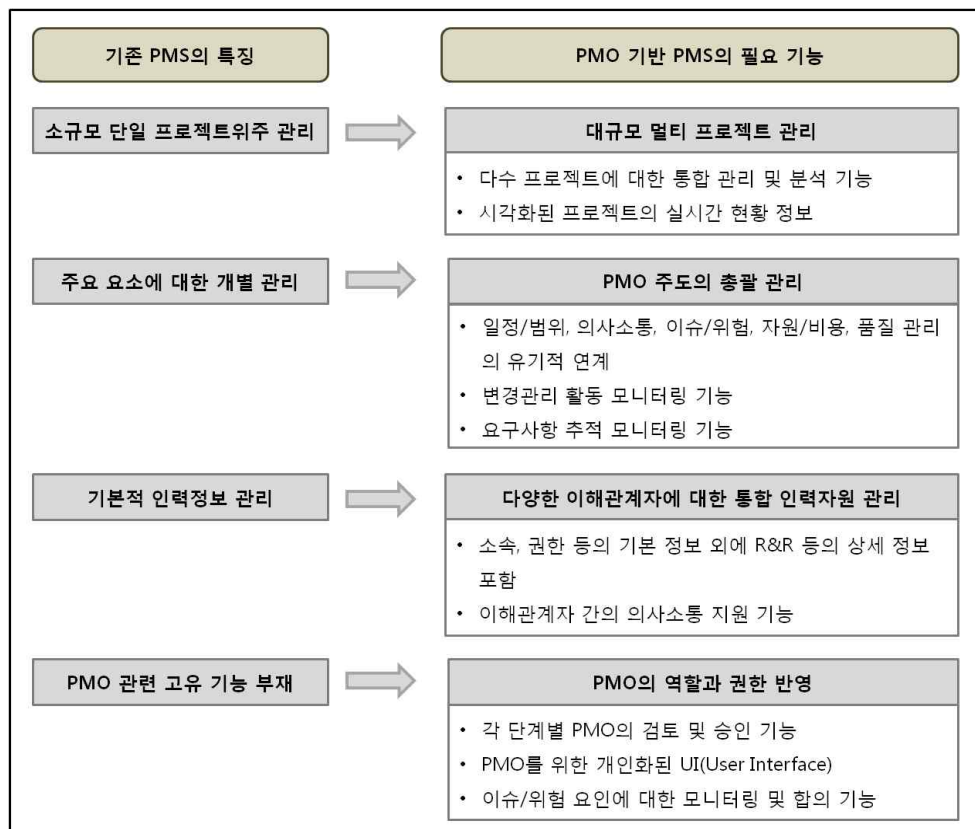 기존 PMS의 특징
PMO 기반 PMS의 필요 기능
소규모 단일 프로젝트위주 관리
대규모 멀티 프로젝트 관리
• 다수 프로젝트에 대한 통합 관리 및 분석 기능
• 시각화된 프로젝트의 실시간 현황 정보
주요 요소에 대한 개별 관리
PMO 주도의 총괄 관리
• 일정/범위, 의사소통, 이슈/위험, 자원/비용, 품질 관리
의 유기적 연계
• 변경관리 활동 모니터링 기능
• 요구사항 추적 모니터링 기능
기본적 인력정보 관리
다양한 이해관계자에 대한 통합 인력자원 관리
• 소속, 권한 등의 기본 정보 외에 R&R 등의 상세 정보
포함
• 이해관계자 간의 의사소통 지원 기능
PMO 관련 고유 기능 부재
PMO의 역할과 권한 반영
• 각 단계별 PMO의 검토 및 승인 기능
• PMO를 위한 개인화된 UI(User Interface)
• 이슈/위험 요인에 대한 모니터링 및 합의 기능